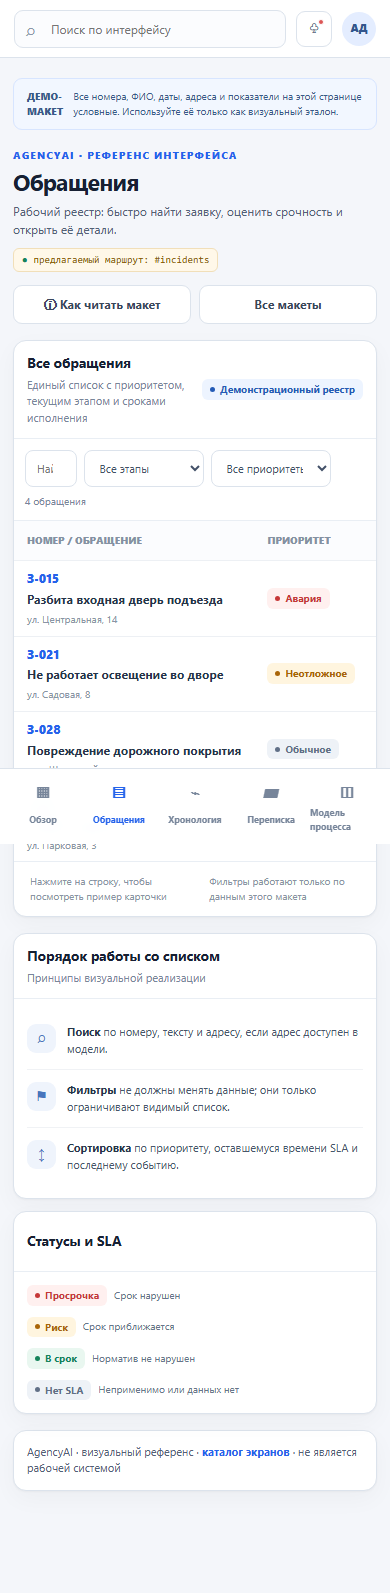 Поиск по интерфейсу
АД
ДЕМО-
МАКЕТ
Все номера, ФИО, даты, адреса и показатели на этой странице
условные. Используйте её только как визуальный эталон.
AGENCYAI • РЕФЕРЕНС ИНТЕРФЕЙСА
Обращения
Рабочий реестр: быстро найти заявку, оценить срочность и
открыть её детали.
предлагаемый маршрут: #incidents
Как читать макет
Все макеты
Все обращения
Единый список с приоритетом,
текущим этапом и сроками
исполнения
Демонстрационный реестр
Все этапы
Все приоритеты
4 обращения
НОМЕР / ОБРАЩЕНИЕ
ПРИОРИТЕТ
З-015
Разбита входная дверь подъезда
ул. Центральная, 14
Авария
З-021
Не работает освещение во дворе
ул. Садовая, 8
Неотложное
З-028
Повреждение дорожного покрытия
Обычное
Обзор
Обращения
Хронология
Переписка
Модель
процесса
ул. Парковая, 3
Нажмите на строку, чтобы
посмотреть пример карточки
Фильтры работают только по
данным этого макета
Порядок работы со списком
Принципы визуальной реализации
Поиск по номеру, тексту и адресу, если адрес доступен в
модели.
Фильтры не должны менять данные; они только
ограничивают видимый список.
Сортировка по приоритету, оставшемуся времени SLA и
последнему событию.
Статусы и SLA
Просрочка Срок нарушен
Риск Срок приближается
В срок Норматив не нарушен
Нет SLA Неприменимо или данных нет
AgencyAI · визуальный референс · каталог экранов · не является
рабочей системой